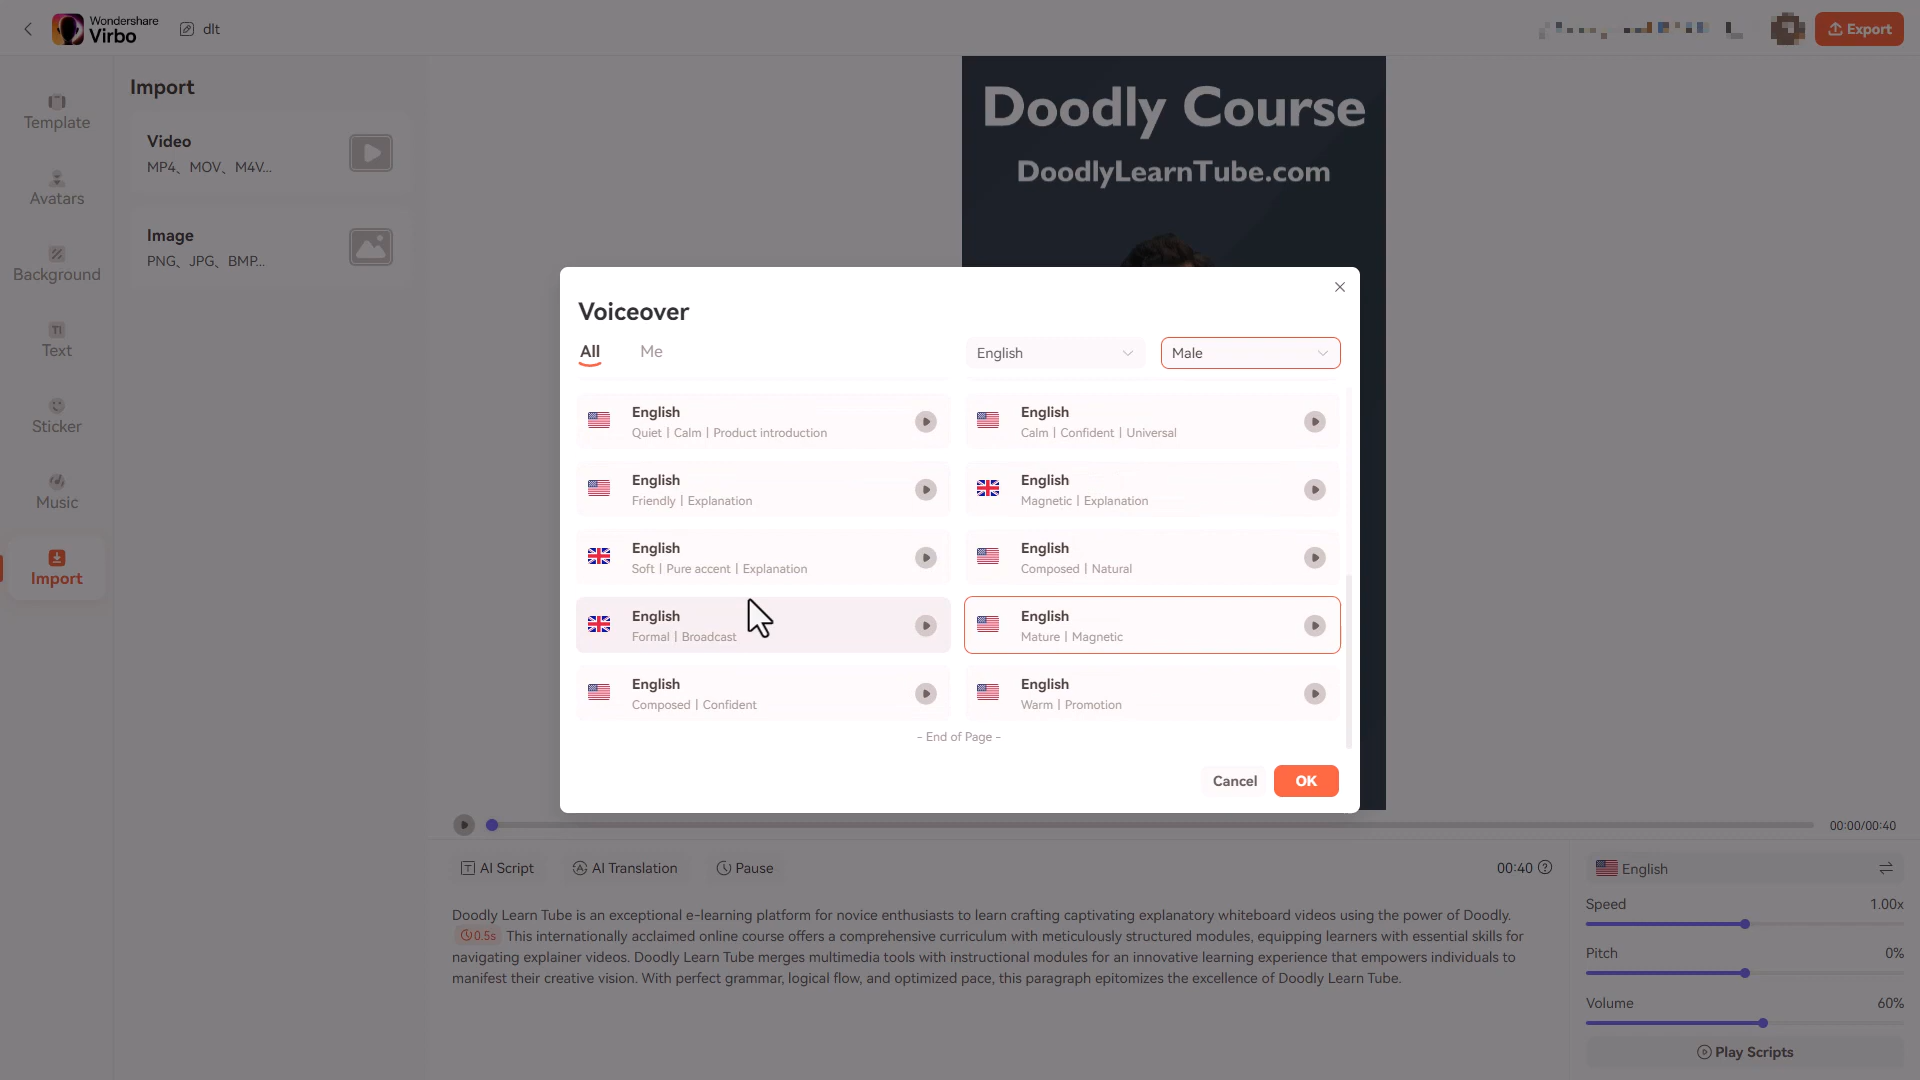 Wondershare
Virbo
dlt
Export
Template
Avatars
Background
Text
Sticker
Music
Import
Import
Video
MP4、MOV、M4V...
Image
PNG、JPG、BMP...
Doodly Course
DoodlyLearnTube.com
Voiceover
All
Me
English
Male
English
Quiet | Calm | Product introduction
English
Calm | Confident | Universal
English
Friendly | Explanation
English
Magnetic | Explanation
English
Soft | Pure accent | Explanation
English
Composed | Natural
English
Formal | Broadcast
English
Mature | Magnetic
English
Composed | Confident
English
Warm | Promotion
- End of Page -
Cancel
OK
00:00/00:40
AI Script
AI Translation
Pause
00:40
Doodly Learn Tube is an exceptional e-learning platform for novice enthusiasts to learn crafting captivating explanatory whiteboard videos using the power of Doodly.
0.5s This internationally acclaimed online course offers a comprehensive curriculum with meticulously structured modules, equipping learners with essential skills for
navigating explainer videos. Doodly Learn Tube merges multimedia tools with instructional modules for an innovative learning experience that empowers individuals to
manifest their creative vision. With perfect grammar, logical flow, and optimized pace, this paragraph epitomizes the excellence of Doodly Learn Tube.
English
Speed
1.00x
Pitch
0%
Volume
60%
Play Scripts